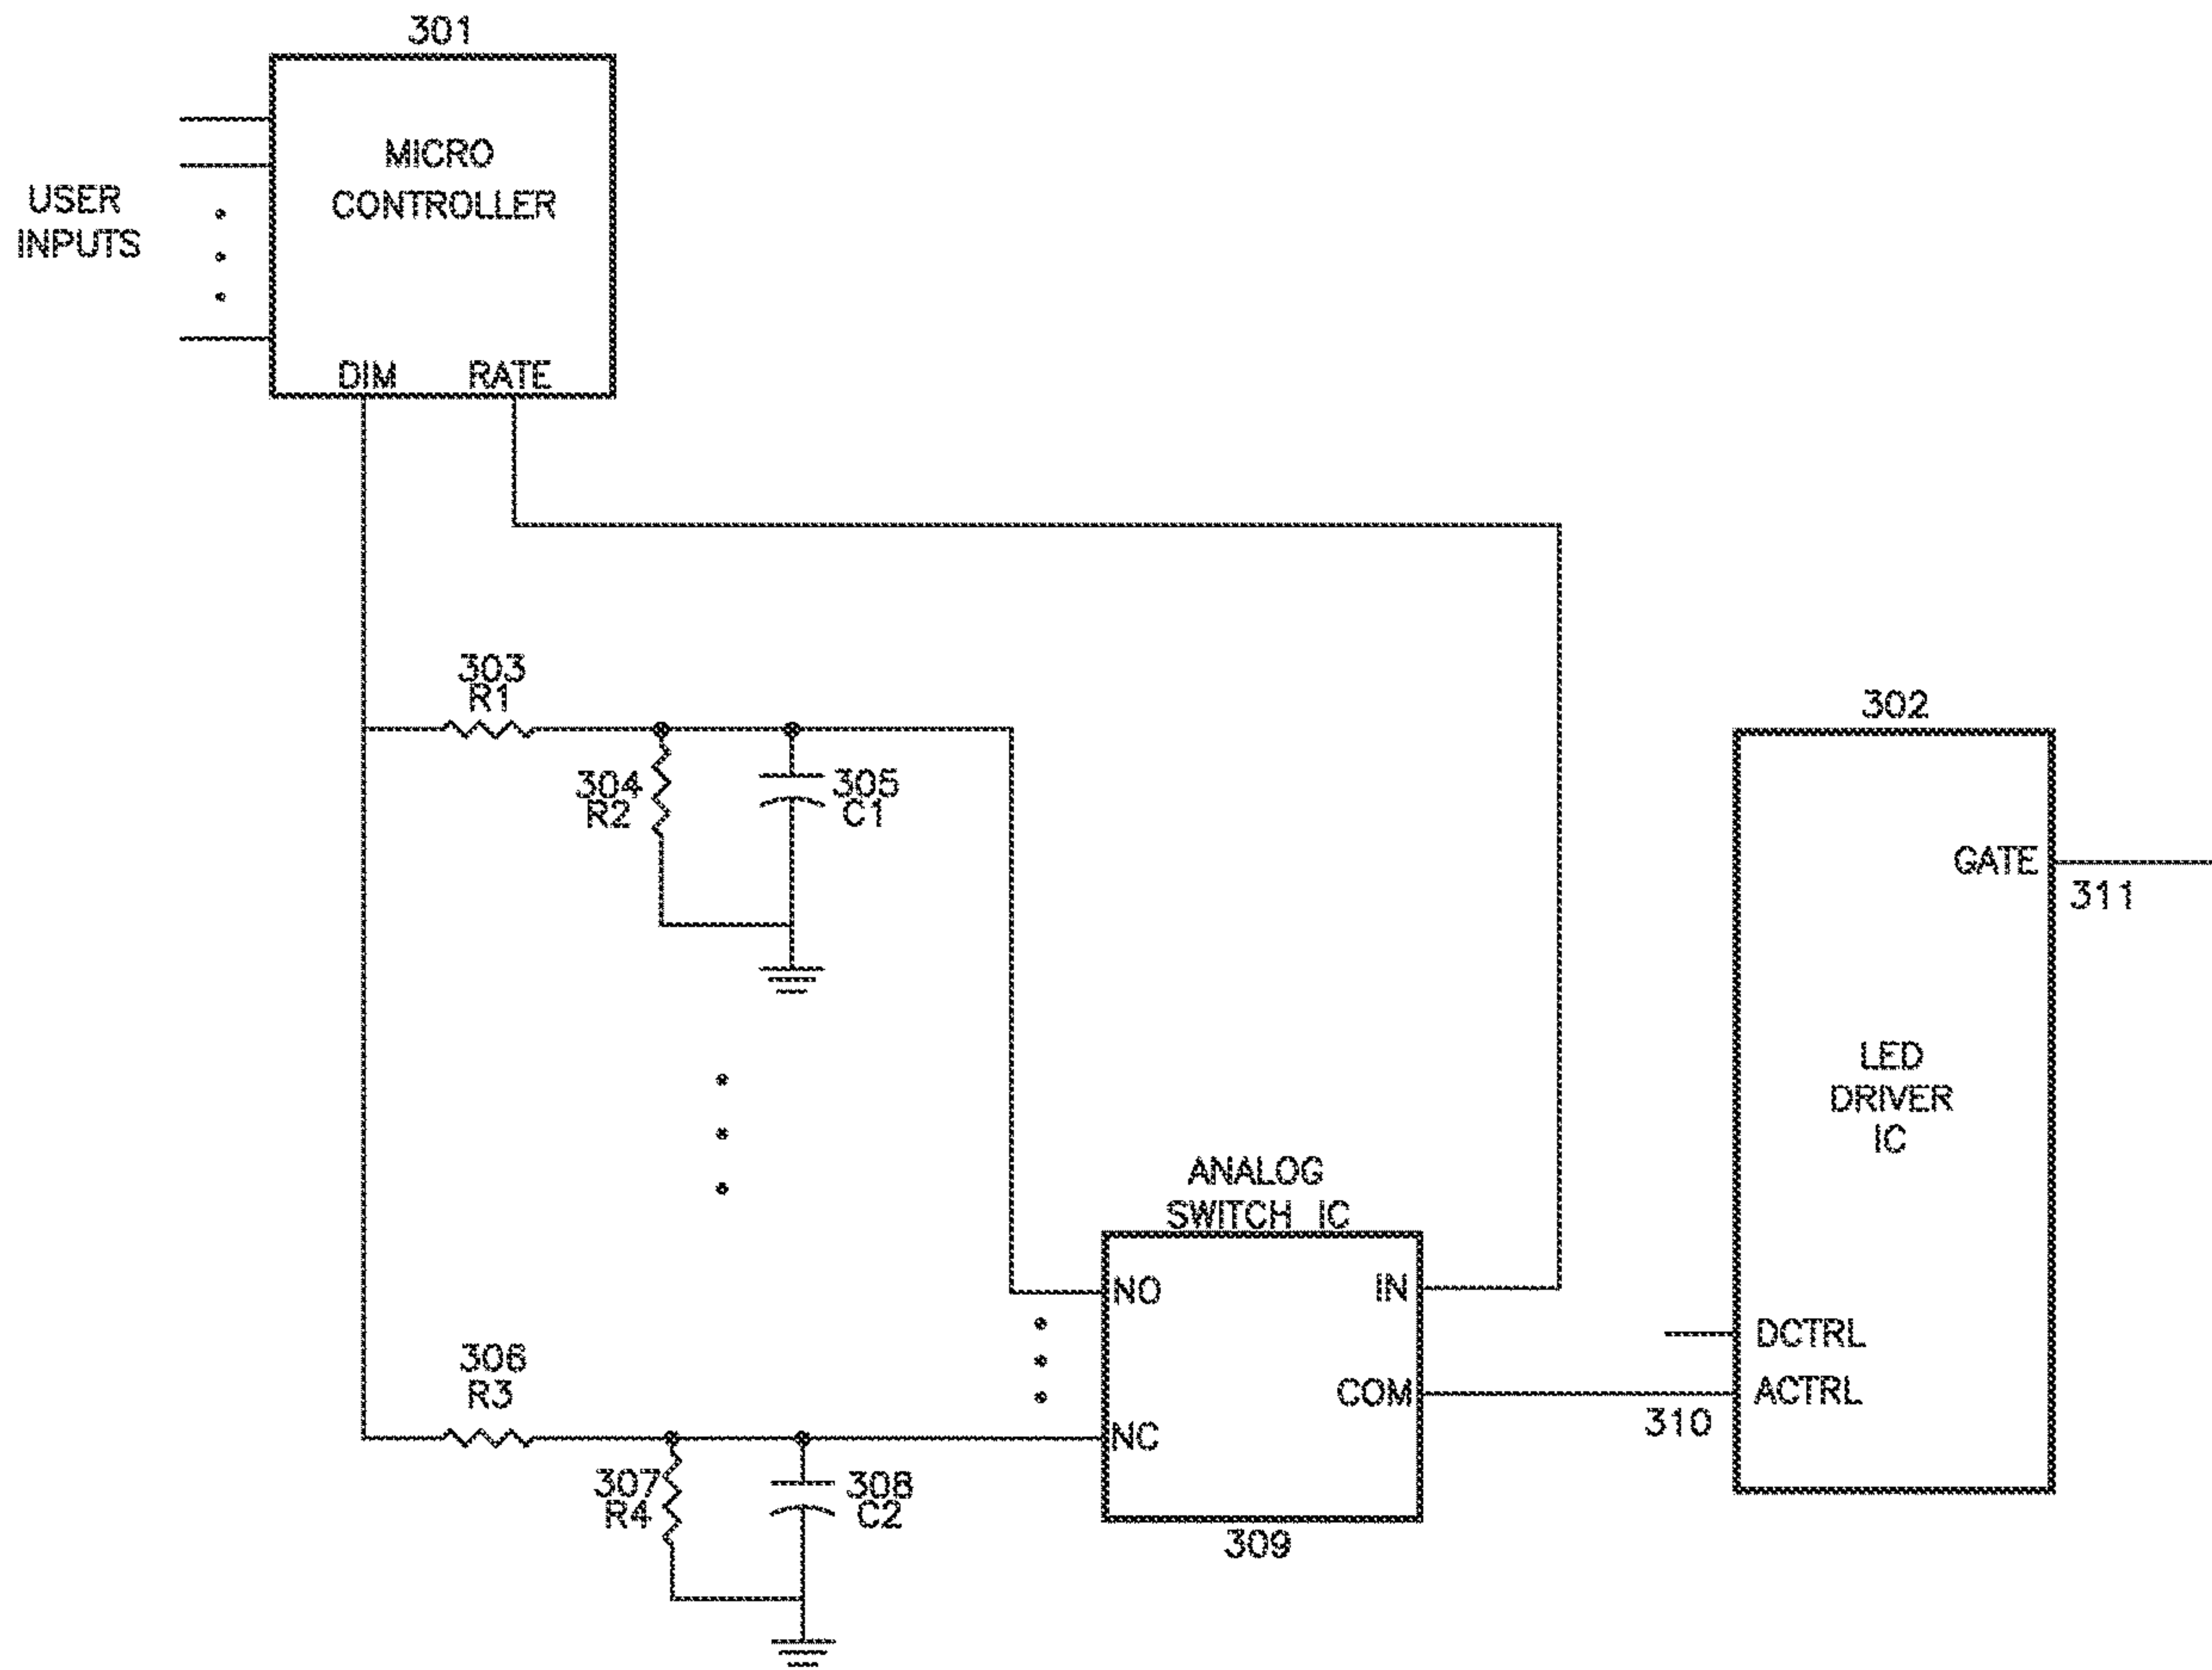 301
MICRO
CONTROLLER
USER
INPUTS
DIM RATE
303
R1
304
R2
305
C1
302
GATE
311
LED
DRIVER
IC
ANALOG
SWITCH IC
NO
IN
DCTRL
COM
ACTRL
310
306
R3
NC
307
R4
308
C2
309